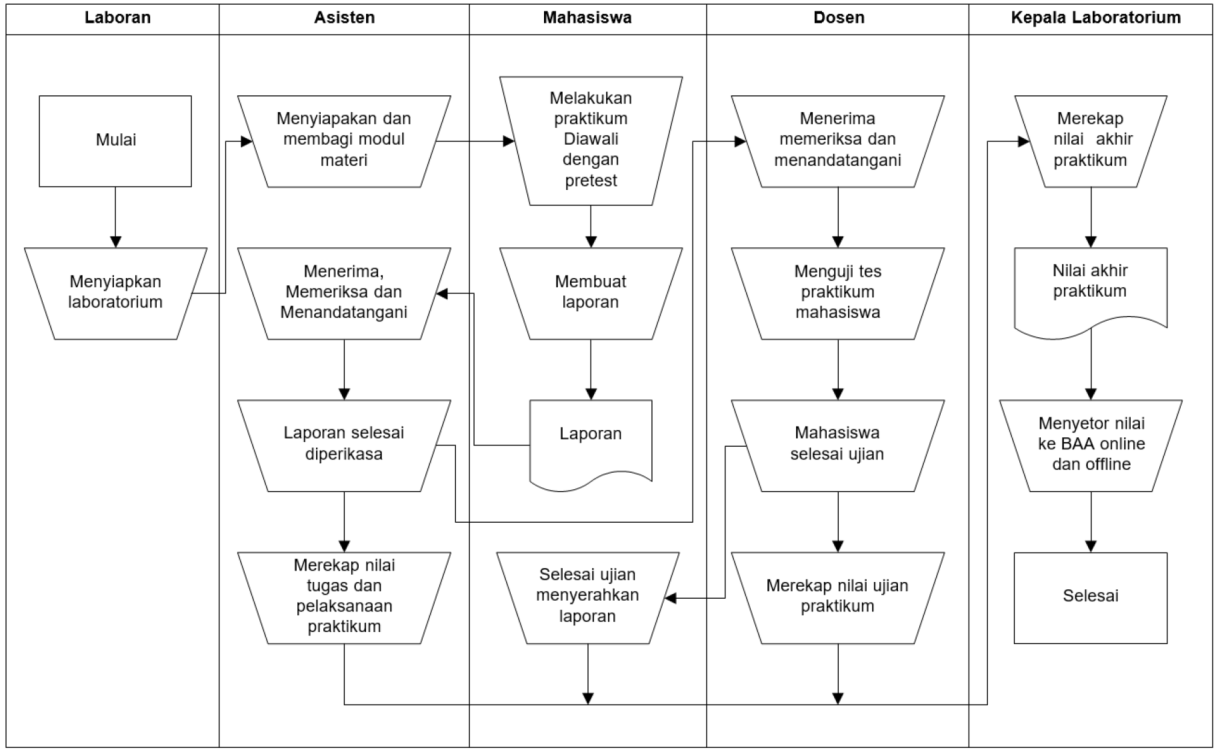 Laboran
Asisten
Mahasiswa
Dosen
Kepala Laboratorium
Mulai
Menyiapkan
laboratorium
Menyiapakan dan
membagi modul
materi
Menerima,
Memeriksa dan
Menandatangani
Laporan selesai
diperikasa
Merekap nilai
tugas dan
pelaksanaan
praktikum
Melakukan
praktikum
Diawali
dengan
pretest
Membuat
laporan
Laporan
Selesai ujian
menyerahkan
laporan
Menerima
memeriksa dan
menandatangani
Menguji tes
praktikum
mahasiswa
Mahasiswa
selesai ujian
Merekap nilai ujian
praktikum
Merekap
nilai akhir
praktikum
Nilai akhir
praktikum
Menyetor nilai
ke BAA online
dan offline
Selesai